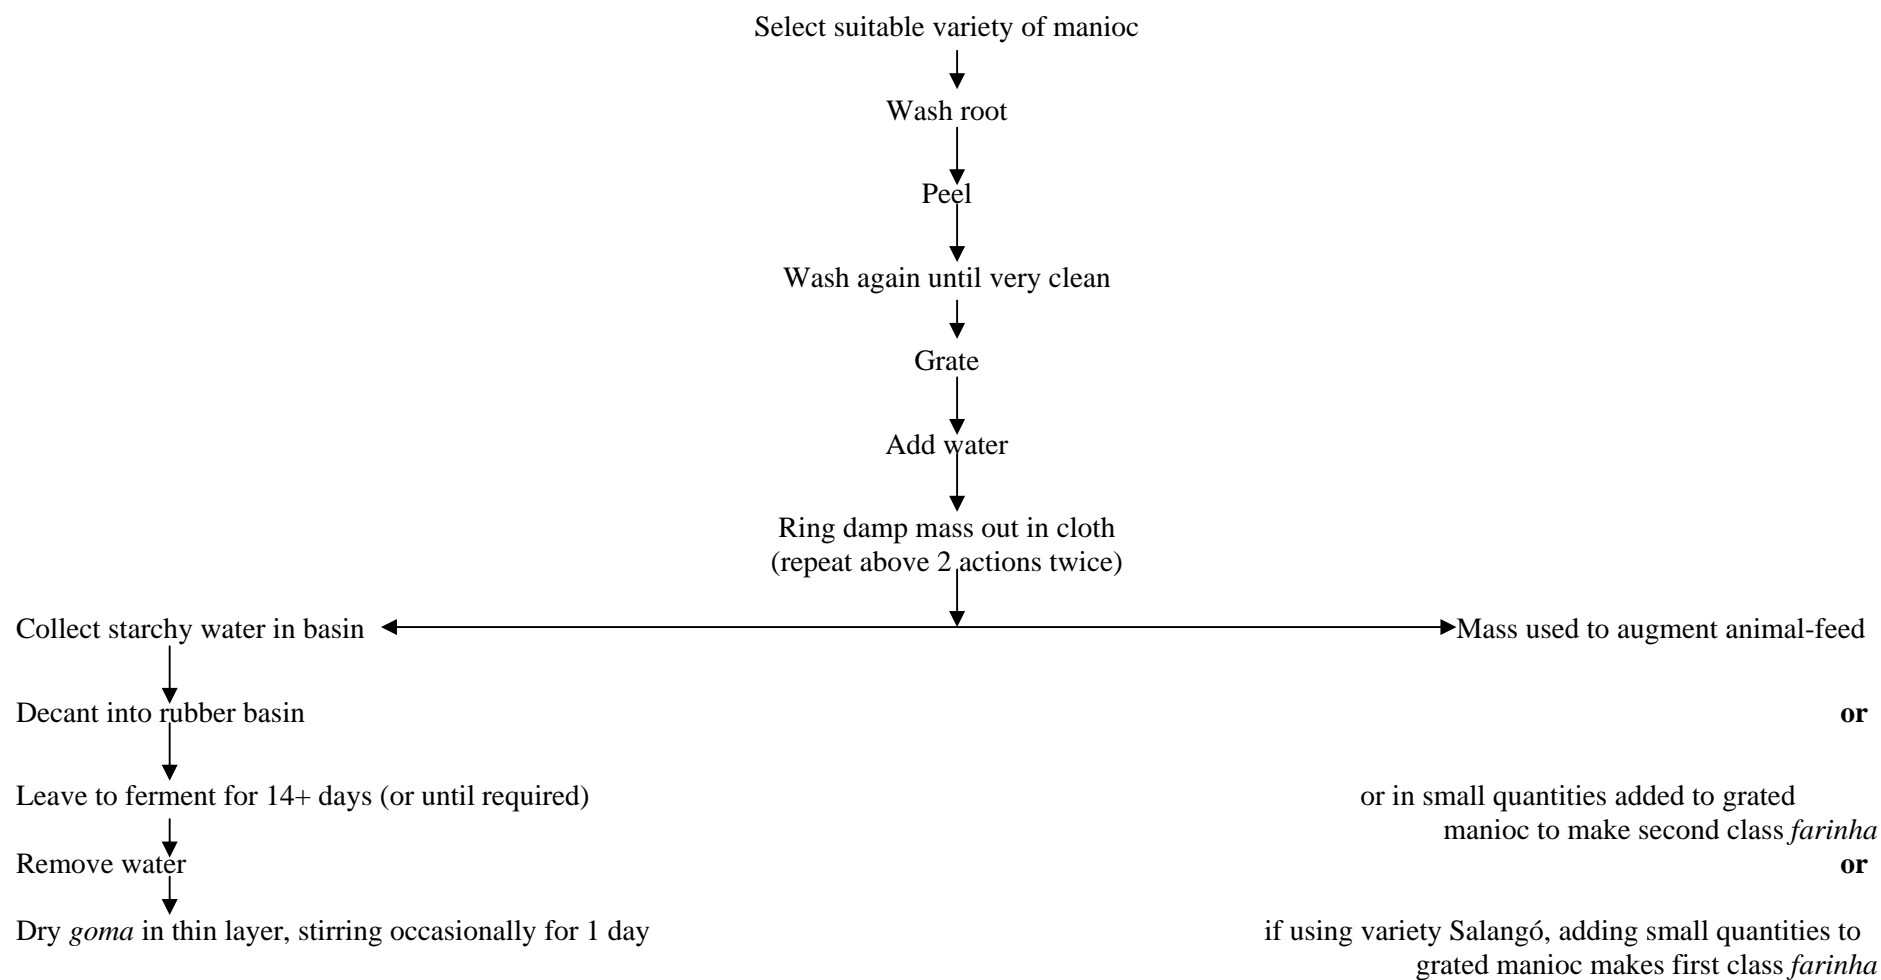 Select suitable variety of manioc
Wash root
Peel
Wash again until very clean
Grate
Add water
Ring damp mass out in cloth
(repeat above 2 actions twice)
Collect starchy water in basin
Mass used to augment animal-feed
Decant into rubber basin
or
Leave to ferment for 14+ days (or until required)
or in small quantities added to grated
manioc to make second class farinha
Remove water
or
Dry goma in thin layer, stirring occasionally for 1 day
if using variety Salangó, adding small quantities to
grated manioc makes first class farinha